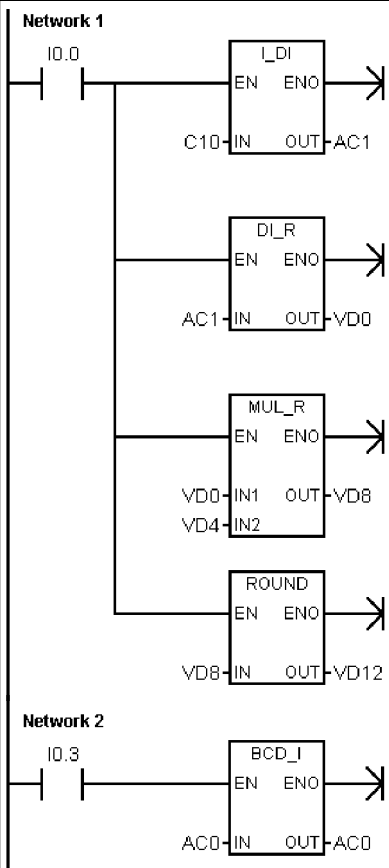 Network 1
I0.0
I_DI
EN ENO
C10 IN OUT AC1
DI_R
EN ENO
AC1 IN OUT VD0
MUL_R
EN ENO
VD0 IN1 OUT VD8
VD4 IN2
ROUND
EN ENO
VD8 IN OUT VD12
Network 2
I0.3
BCD_I
EN ENO
AC0 IN OUT AC0